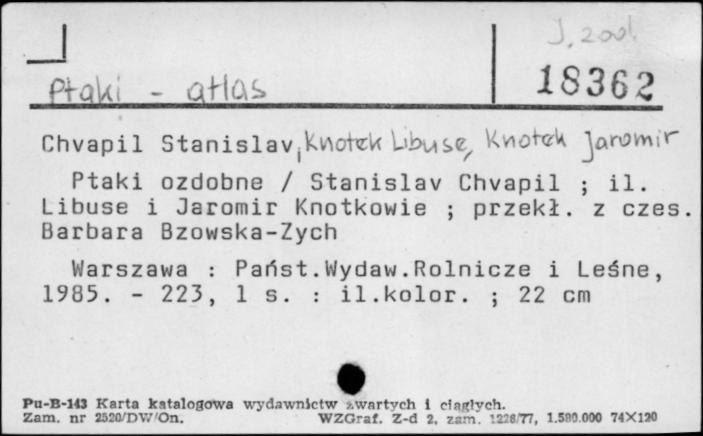 J. 2001
18362
Ptaki - atlas
Chvapil Stanislav, Knotek Libuse, Knotek Jaromir
Ptaki ozdobne / Stanislav Chvapil ; il.
Libuse i Jaromir Knotkowie ; przekł. z czes.
Barbara Bzowska-Zych
Warszawa : Państ.Wydaw.Rolnicze i Leśne,
1985. - 223, 1 s. : il.kolor. ; 22 cm
Pu-B-143 Karta katalogowa wydawnictw zwartych i ciągłych.
Zam. nr 2520/DW/On. WZGraf. Z-d 2, zam. 1226/77, 1.580.000 74X120